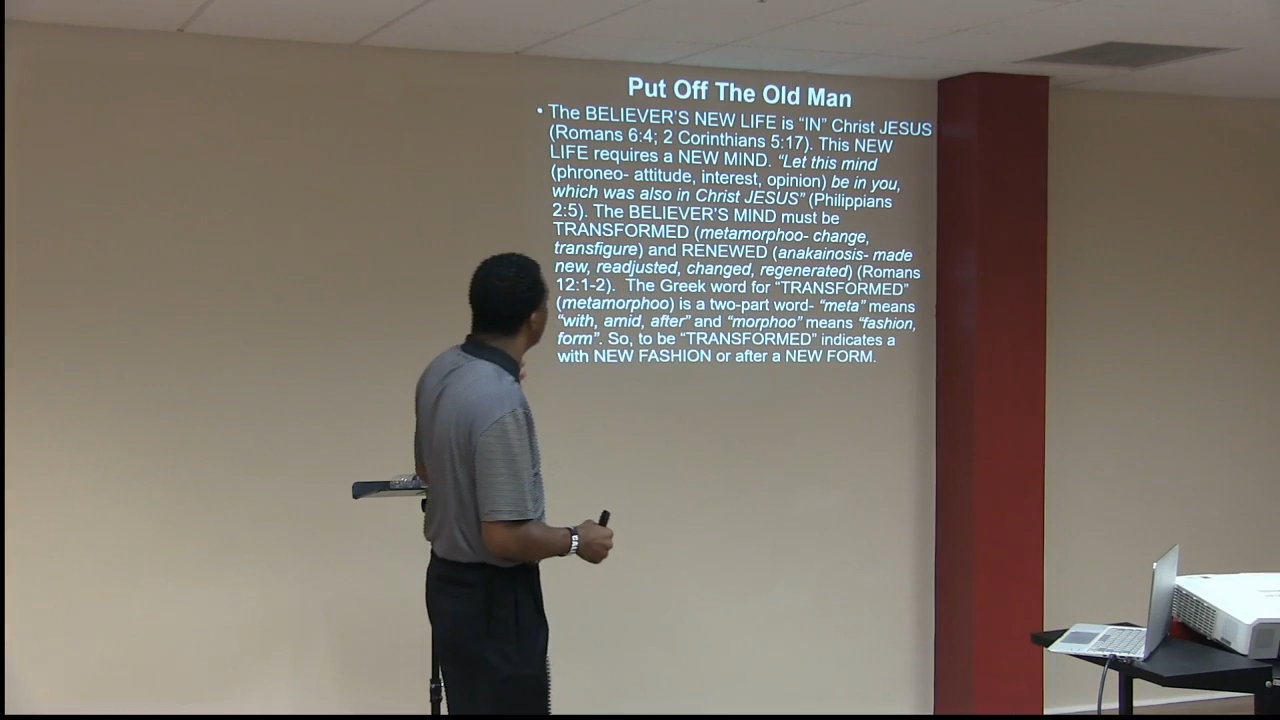 Put Off The Old Man
• The BELIEVER'S NEW LIFE is "IN" Christ JESUS
(Romans 6:4; 2 Corinthians 5:17). This NEW
LIFE requires a NEW MIND. "Let this mind
(phroneo- attitude, interest, opinion) be in you,
which was also in Christ JESUS" (Philippians
2:5). The BELIEVER'S MIND must be
TRANSFORMED (metamorphoo- change,
transfigure) and RENEWED (anakainosis- made
new, readjusted, changed, regenerated) (Romans
12:1-2). The Greek word for "TRANSFORMED"
(metamorphoo) is a two-part word- "meta" means
"with, amid, after" and "morphoo" means "fashion,
form". So, to be "TRANSFORMED" indicates a
with NEW FASHION or after a NEW FORM.